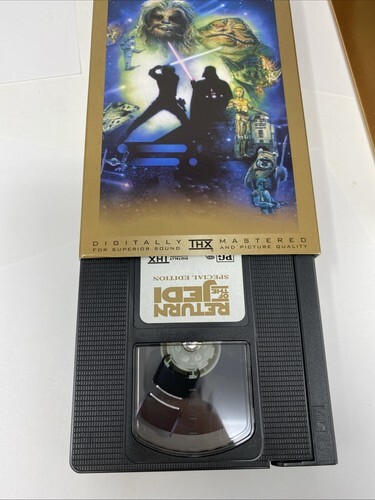 DIGITALLY THX MASTERED
FOR SUPERIOR SOUND AND PICTURE QUALITY
PG DIGITALLY THX
SPECIAL EDITION
RETURN
OF THE
JEDI